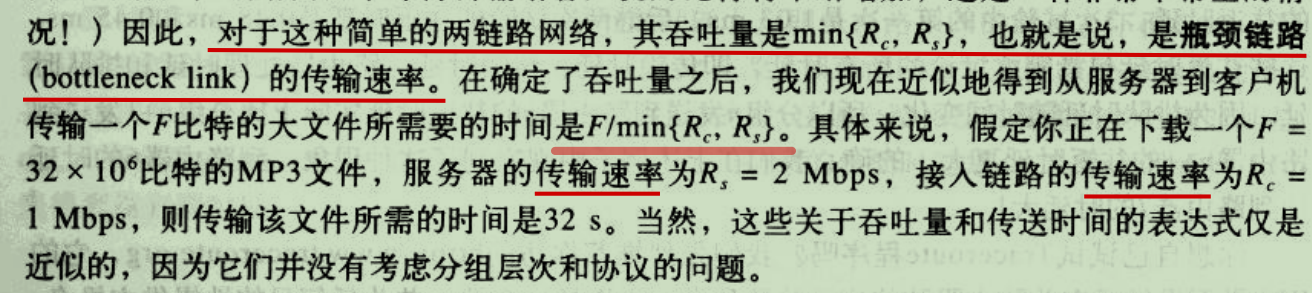 况！）因此，对于这种简单的两链路网络，其吞吐量是min{Rc, Rs}，也就是说，是瓶颈链路
(bottleneck link）的传输速率。在确定了吞吐量之后，我们现在近似地得到从服务器到客户机
传输一个F比特的大文件所需要的时间是F/min{Rc, Rs}。具体来说，假定你正在下载一个F =
32 × 10⁶比特的MP3文件，服务器的传输速率为Rs = 2 Mbps，接入链路的传输速率为Rc =
1 Mbps，则传输该文件所需的时间是32 s。当然，这些关于吞吐量和传送时间的表达式仅是
近似的，因为它们并没有考虑分组层次和协议的问题。